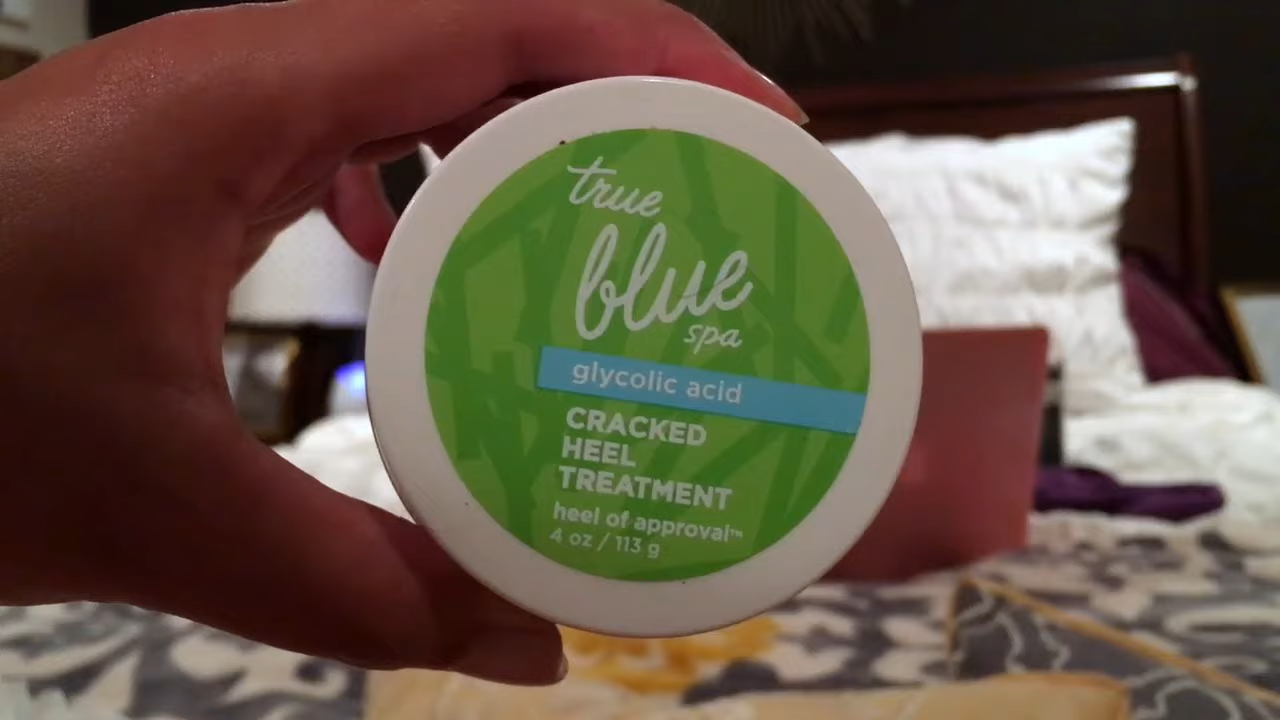 true
blue
spa
glycolic acid
CRACKED
HEEL
TREATMENT
heel of approval™
4 oz / 113 g